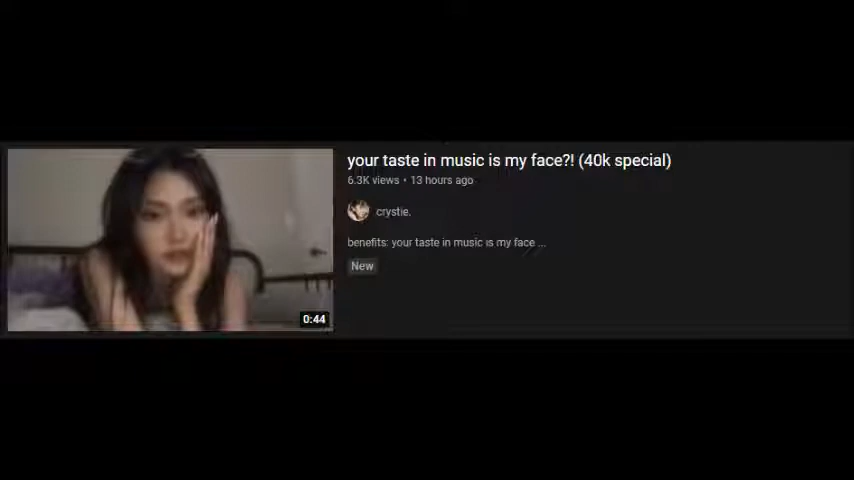 your taste in music is my face?! (40k special)
6.3K views • 13 hours ago
crystie.
benefits: your taste in music is my face ...
New
0:44